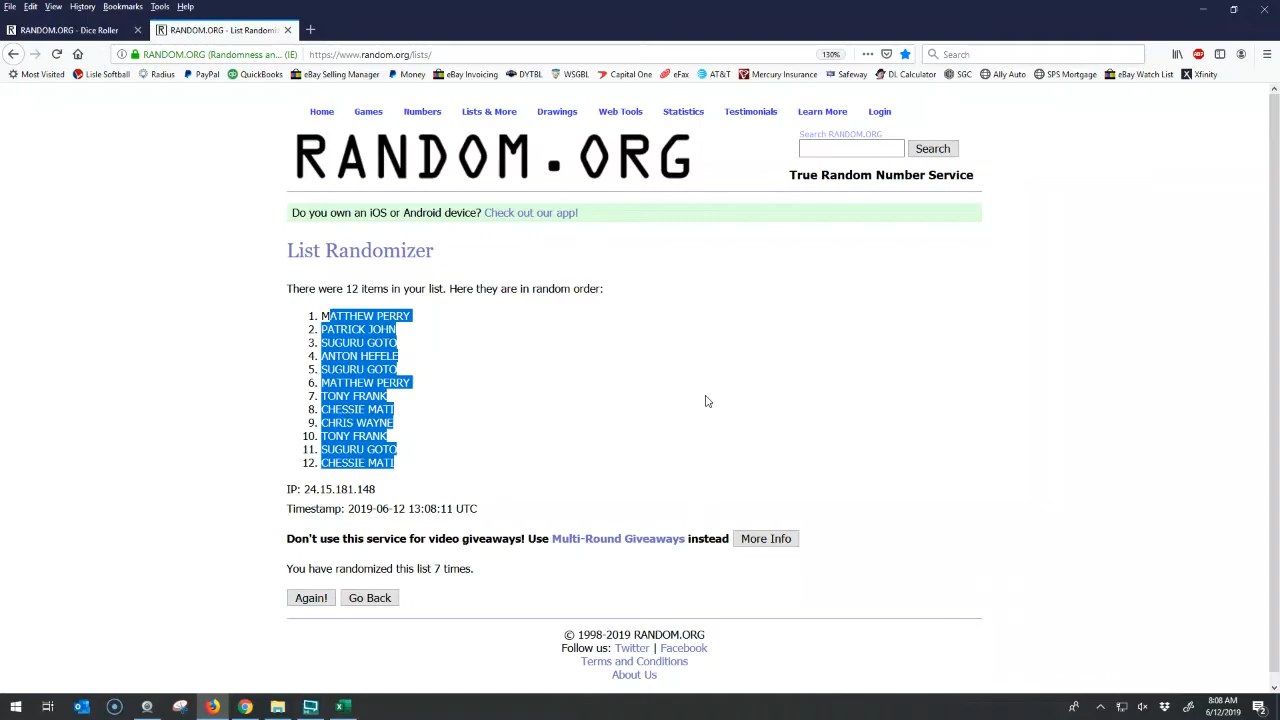 File Edit View History Bookmarks Tools Help
RANDOM.ORG - Dice Roller
RANDOM.ORG - List Randomiz
RANDOM.ORG (Randomness an... (IE)
https://www.random.org/lists/
130%
Search
Most Visited Lisle Softball Radius PayPal QuickBooks eBay Selling Manager Money eBay Invoicing DYTBL WSGBL Capital One eFax AT&T Mercury Insurance Safeway DL Calculator SGC Ally Auto SPS Mortgage eBay Watch List Xfinity
Home Games Numbers Lists & More Drawings Web Tools Statistics Testimonials Learn More Login
RANDOM.ORG
Search RANDOM.ORG
Search
True Random Number Service
Do you own an iOS or Android device? Check out our app!
List Randomizer
There were 12 items in your list. Here they are in random order:
1. MATTHEW PERRY
2. PATRICK JOHN
3. SUGURU GOTO
4. ANTON HEFELE
5. SUGURU GOTO
6. MATTHEW PERRY
7. TONY FRANK
8. CHESSIE MATI
9. CHRIS WAYNE
10. TONY FRANK
11. SUGURU GOTO
12. CHESSIE MATI
IP: 24.15.181.148
Timestamp: 2019-06-12 13:08:11 UTC
Don't use this service for video giveaways! Use Multi-Round Giveaways instead More Info
You have randomized this list 7 times.
Again! Go Back
© 1998-2019 RANDOM.ORG
Follow us: Twitter | Facebook
Terms and Conditions
About Us
8:08 AM
6/12/2019